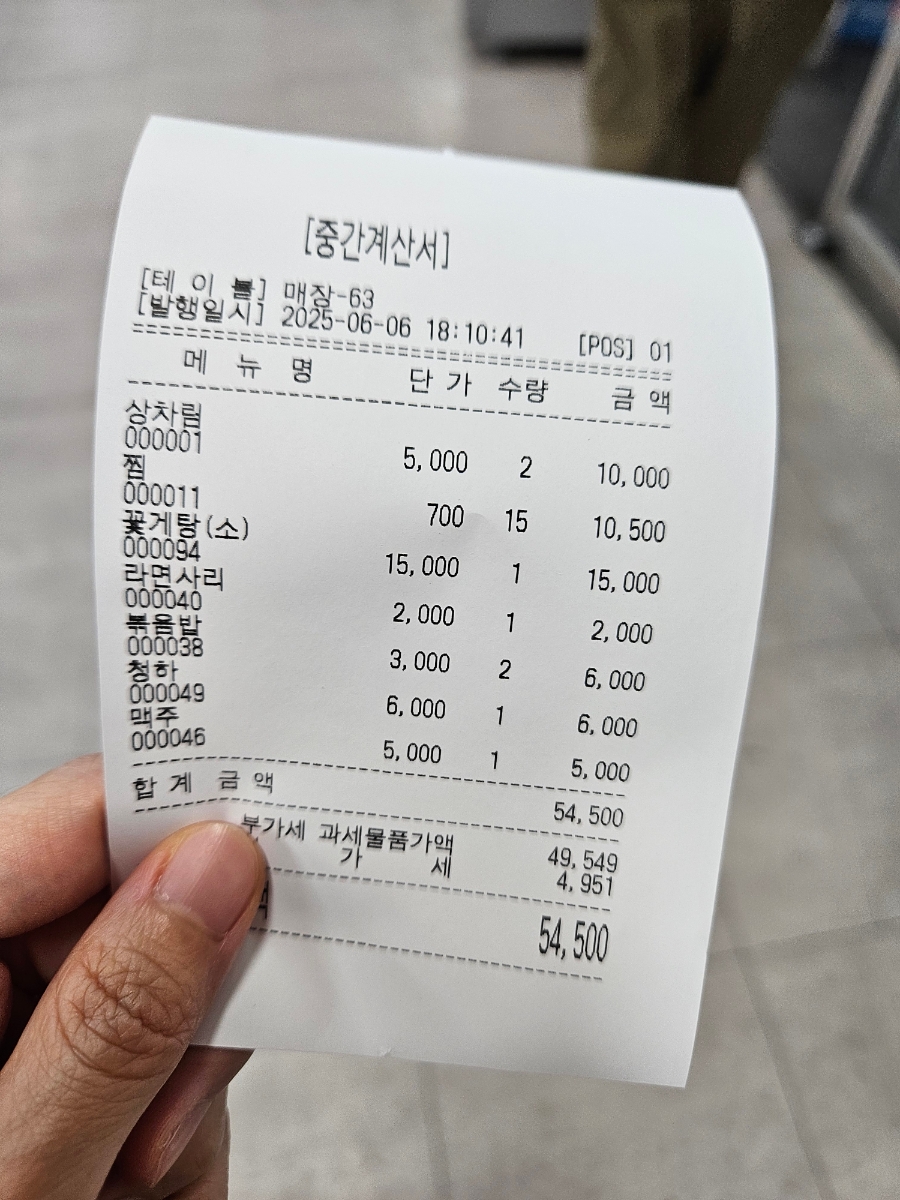 [중간계산서]
[테 이 블] 매장-63
[발행일시] 2025-06-06 18:10:41 [POS] 01
메 뉴 명 단 가 수량 금 액
상차림
000001 5,000 2 10,000
찜
000011 700 15 10,500
꽃게탕(소)
000094 15,000 1 15,000
라면사리
000040 2,000 1 2,000
볶음밥
000038 3,000 2 6,000
청하
000049 6,000 1 6,000
맥주
000046 5,000 1 5,000
합 계 금 액 54,500
부가세 과세물품가액 49,549
가 세 4,951
액 54,500